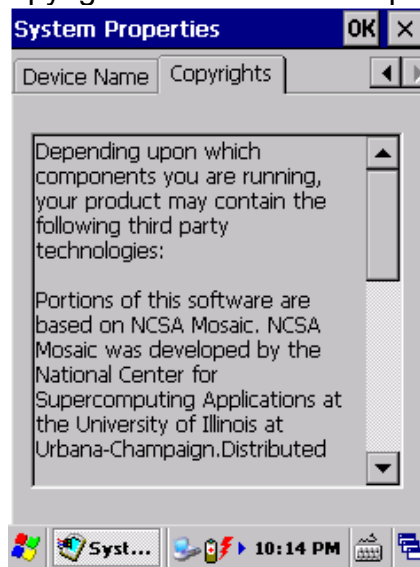 System Properties OK ×
Device Name Copyrights
Depending upon which
components you are running,
your product may contain the
following third party
technologies:
Portions of this software are
based on NCSA Mosaic. NCSA
Mosaic was developed by the
National Center for
Supercomputing Applications at
the University of Illinois at
Urbana-Champaign.Distributed
Syst... 10:14 PM